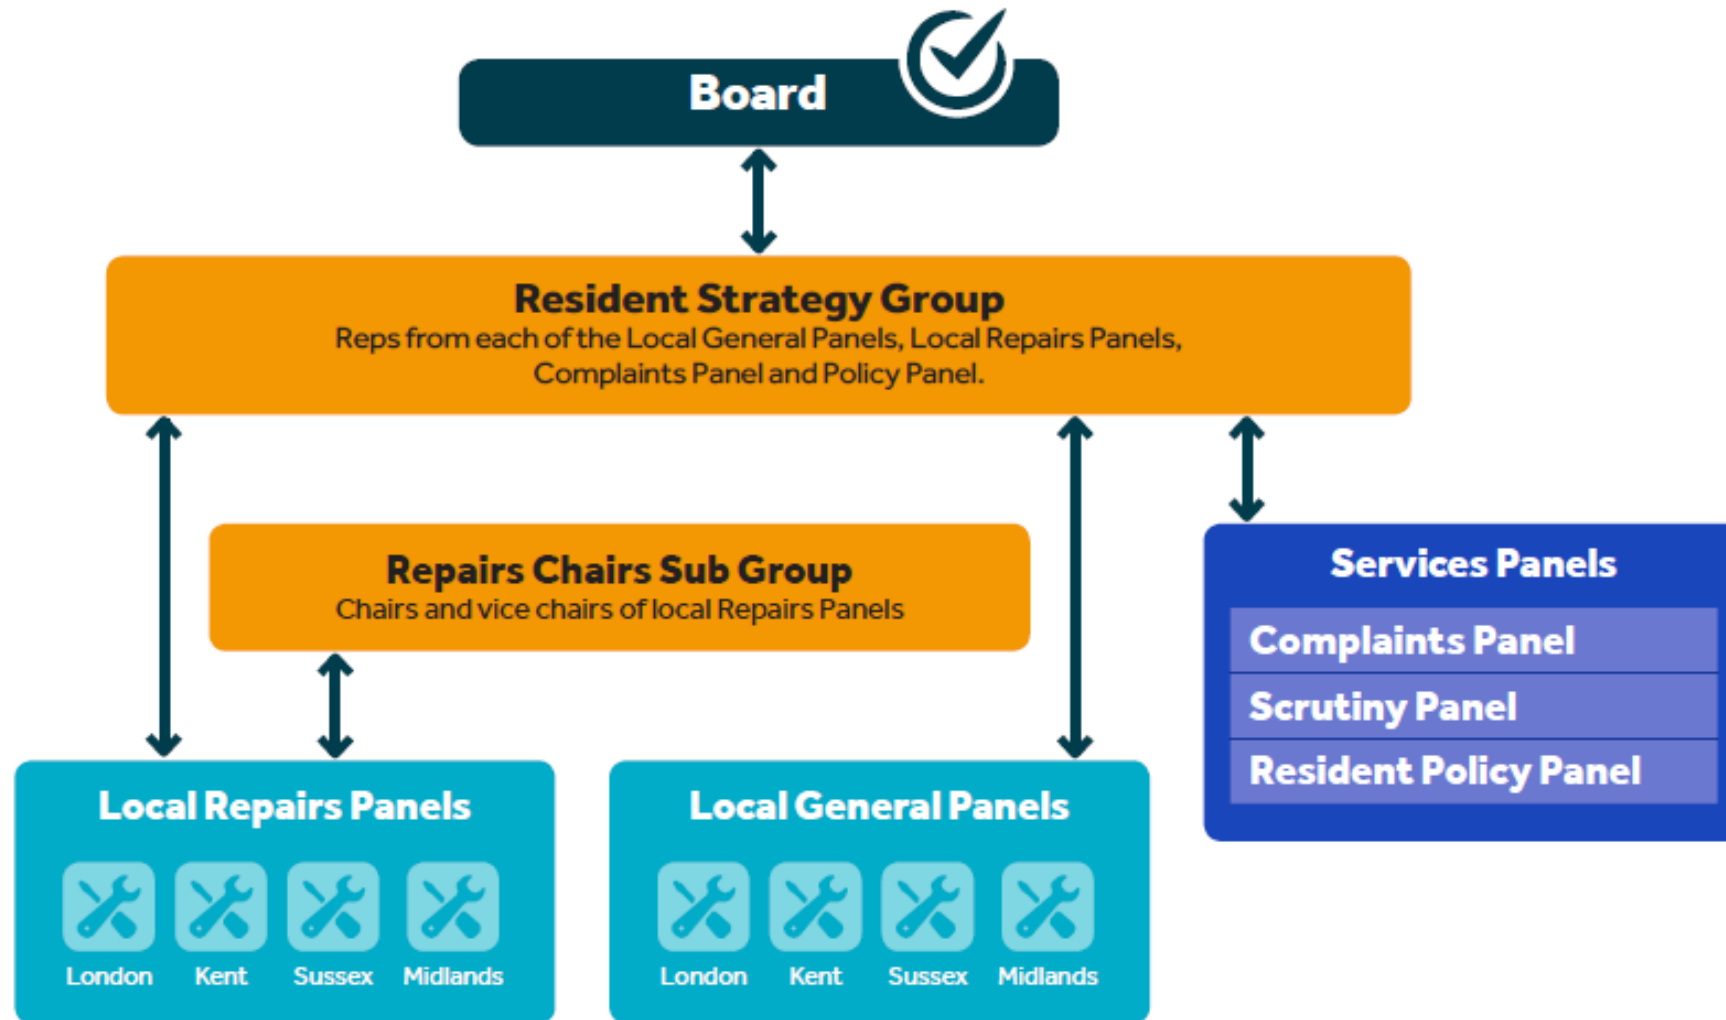 Board
Resident Strategy Group
Reps from each of the Local General Panels, Local Repairs Panels,
Complaints Panel and Policy Panel.
Repairs Chairs Sub Group
Chairs and vice chairs of local Repairs Panels
Services Panels
Complaints Panel
Scrutiny Panel
Resident Policy Panel
Local Repairs Panels
London
Kent
Sussex
Midlands
Local General Panels
London
Kent
Sussex
Midlands